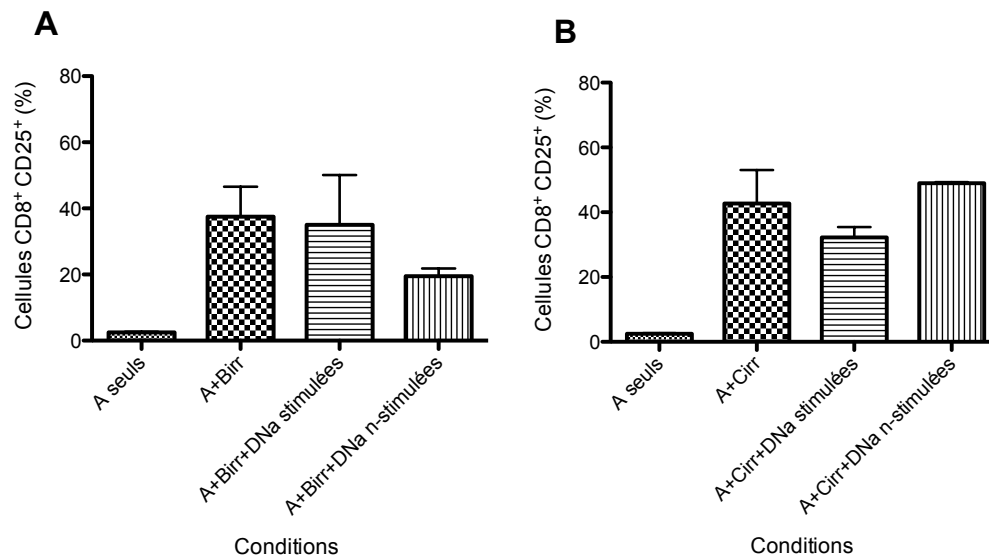 A
Cellules CD8⁺ CD25⁺ (%)
80
60
40
20
0
A seuls
A+Birr
A+Birr+DNa stimulées
A+Birr+DNa n-stimulées
Conditions
B
Cellules CD8⁺ CD25⁺ (%)
80
60
40
20
0
A seuls
A+Cirr
A+Cirr+DNa stimulées
A+Cirr+DNa n-stimulées
Conditions